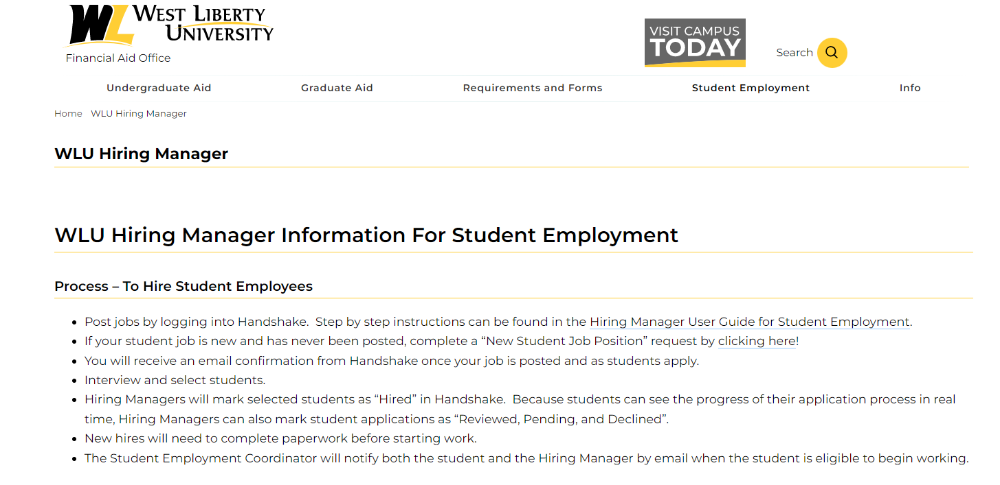 WL WEST LIBERTY
UNIVERSITY
Financial Aid Office
VISIT CAMPUS
TODAY
Search
Undergraduate Aid Graduate Aid Requirements and Forms Student Employment Info
Home WLU Hiring Manager
WLU Hiring Manager
WLU Hiring Manager Information For Student Employment
Process – To Hire Student Employees
• Post jobs by logging into Handshake.  Step by step instructions can be found in the Hiring Manager User Guide for Student Employment.
• If your student job is new and has never been posted, complete a “New Student Job Position” request by clicking here!
• You will receive an email confirmation from Handshake once your job is posted and as students apply.
• Interview and select students.
• Hiring Managers will mark selected students as “Hired” in Handshake.  Because students can see the progress of their application process in real
time, Hiring Managers can also mark student applications as “Reviewed, Pending, and Declined”.
• New hires will need to complete paperwork before starting work.
• The Student Employment Coordinator will notify both the student and the Hiring Manager by email when the student is eligible to begin working.